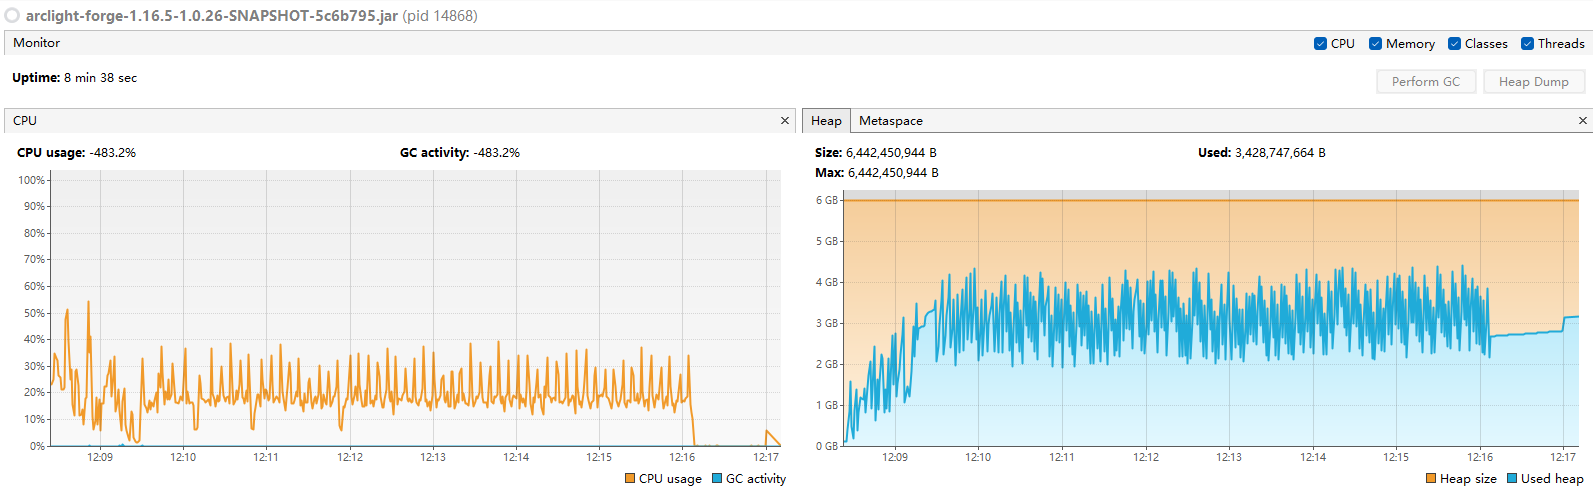 arclight-forge-1.16.5-1.0.26-SNAPSHOT-5c6b795.jar (pid 14868)
Monitor
CPU Memory Classes Threads
Uptime: 8 min 38 sec
Perform GC Heap Dump
CPU ×
CPU usage: -483.2% GC activity: -483.2%
100%
90%
80%
70%
60%
50%
40%
30%
20%
10%
0%
12:09 12:10 12:11 12:12 12:13 12:14 12:15 12:16 12:17
CPU usage GC activity
Heap Metaspace ×
Size: 6,442,450,944 B Used: 3,428,747,664 B
Max: 6,442,450,944 B
6 GB
5 GB
4 GB
3 GB
2 GB
1 GB
0 GB
12:09 12:10 12:11 12:12 12:13 12:14 12:15 12:16 12:17
Heap size Used heap